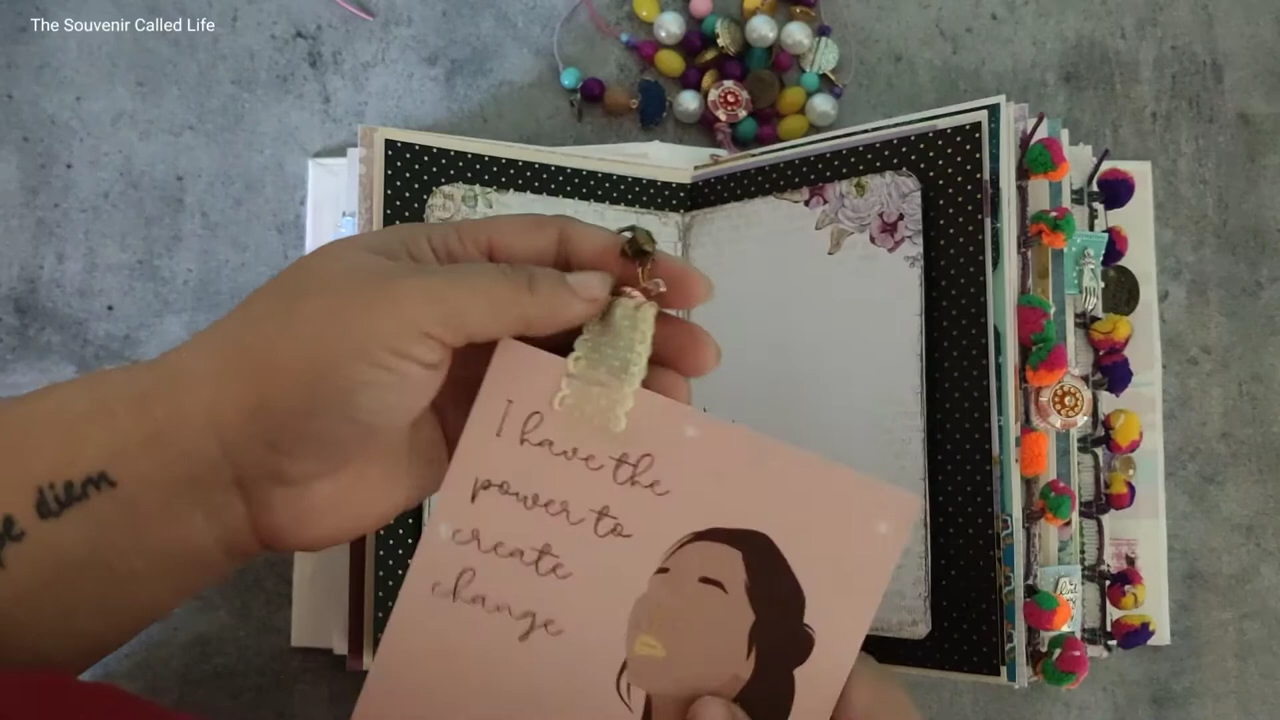 The Souvenir Called Life
I have the
power to
create
change
diem